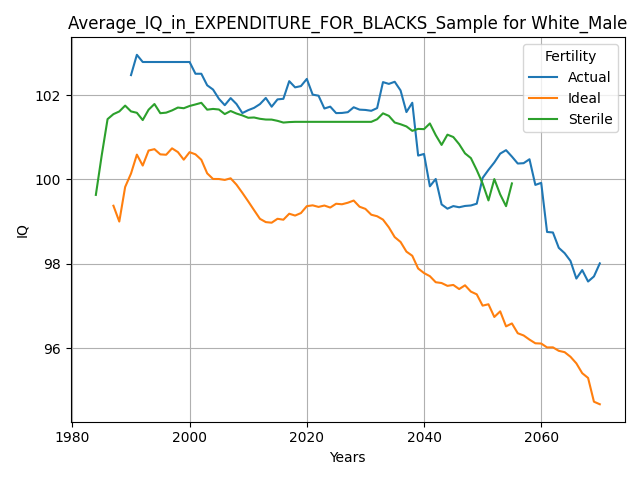 Average_IQ_in_EXPENDITURE_FOR_BLACKS_Sample for White_Male
Fertility
Actual
Ideal
Sterile
IQ
102
100
98
96
1980
2000
2020
2040
2060
Years